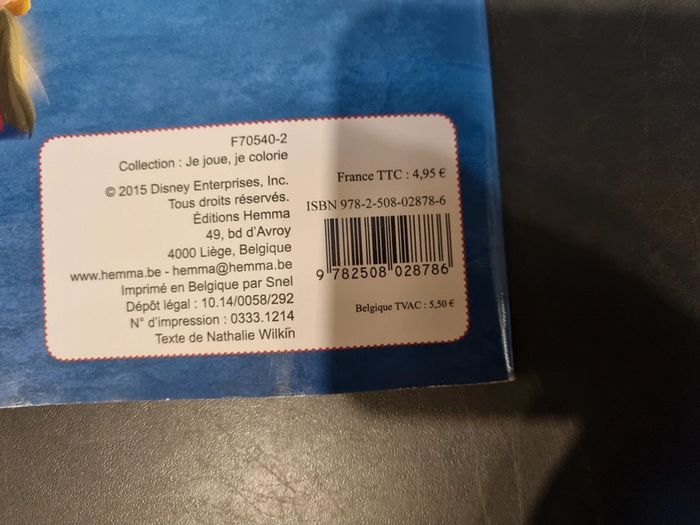 F70540-2
Collection : Je joue, je colorie
© 2015 Disney Enterprises, Inc.
Tous droits réservés.
Éditions Hemma
49, bd d'Avroy
4000 Liège, Belgique
www.hemma.be - hemma@hemma.be
Imprimé en Belgique par Snel
Dépôt légal : 10.14/0058/292
N° d'impression : 0333.1214
Texte de Nathalie Wilkin
France TTC : 4,95 €
ISBN 978-2-508-02878-6
9 782508 028786
Belgique TVAC : 5,50 €